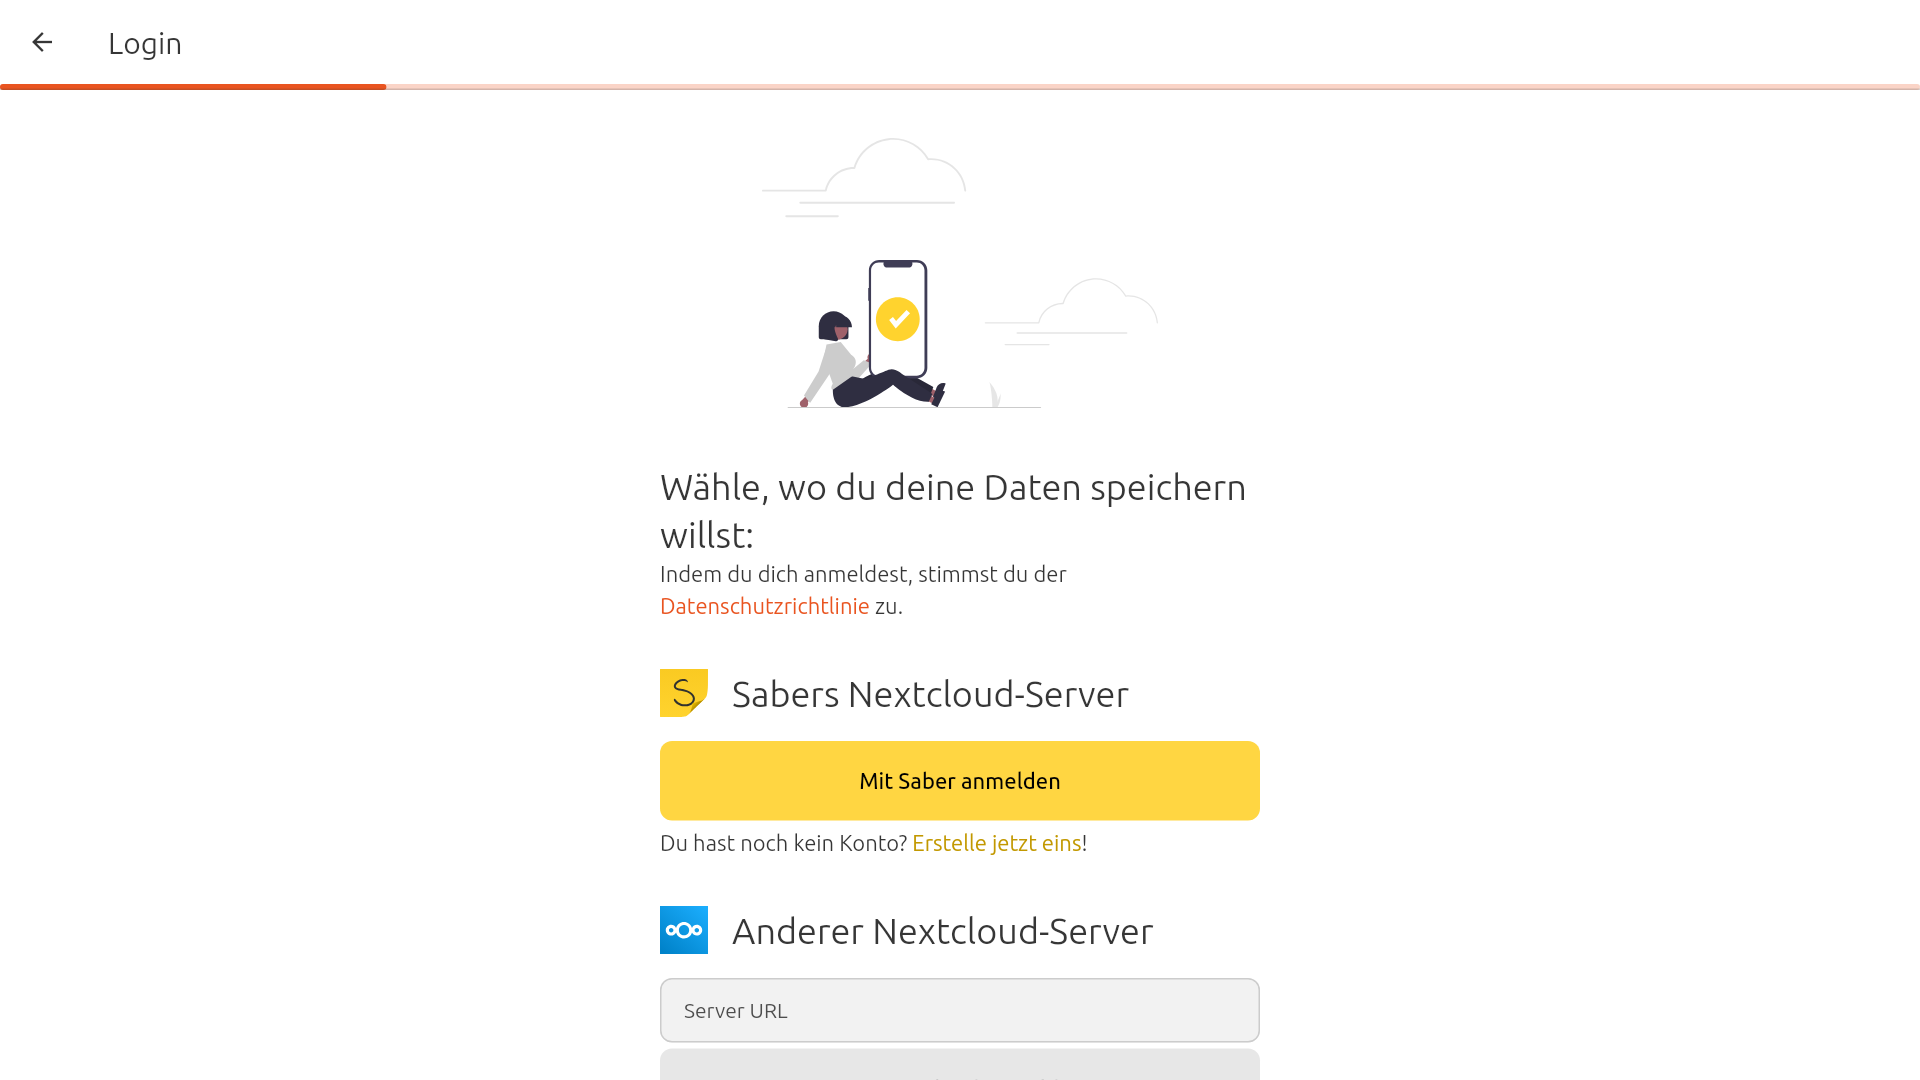 Login
Wähle, wo du deine Daten speichern
willst:
Indem du dich anmeldest, stimmst du der
Datenschutzrichtlinie zu.
S
Sabers Nextcloud-Server
Mit Saber anmelden
Du hast noch kein Konto? Erstelle jetzt eins!
Anderer Nextcloud-Server
Server URL